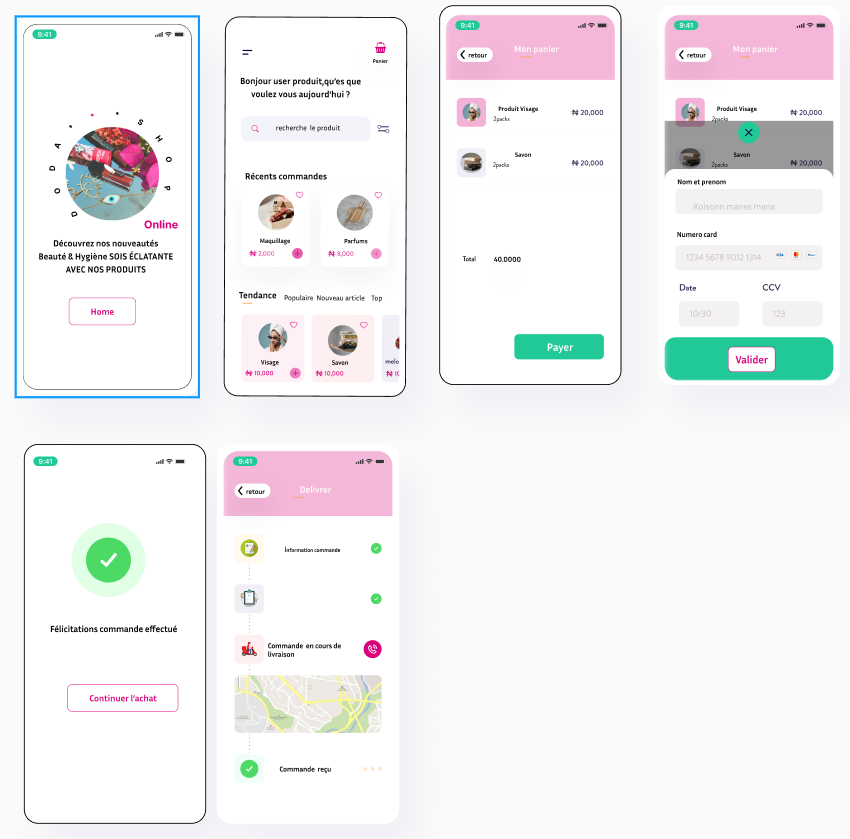 9:41
DODA SHOP
Online
Découvrez nos nouveautés
Beauté & Hygiène SOIS ÉCLATANTE
AVEC NOS PRODUITS
Home
Panier
Bonjour user produit,qu'es que
voulez vous aujourd'hui ?
recherche le produit
Récents commandes
Maquillage
₦ 2,000
Parfums
₦ 8,000
Tendance Populaire Nouveau article Top
Visage
₦ 10,000
Savon
₦ 10,000
melo
₦ 10
9:41
retour
Mon panier
Produit Visage
2packs
₦ 20,000
Savon
2packs
₦ 20,000
Total 40.0000
Payer
9:41
retour
Mon panier
Produit Visage
2packs
₦ 20,000
Savon
2packs
₦ 20,000
Nom et prenom
Koisonn manes mana
Numero card
1234 5678 9012 1314
VISA
Date CCV
10/30 123
Valider
9:41
Félicitations commande effectué
Continuer l'achat
9:41
retour
Delivrer
İnformation commande
Commande en cours de
livraison
Commande reçu